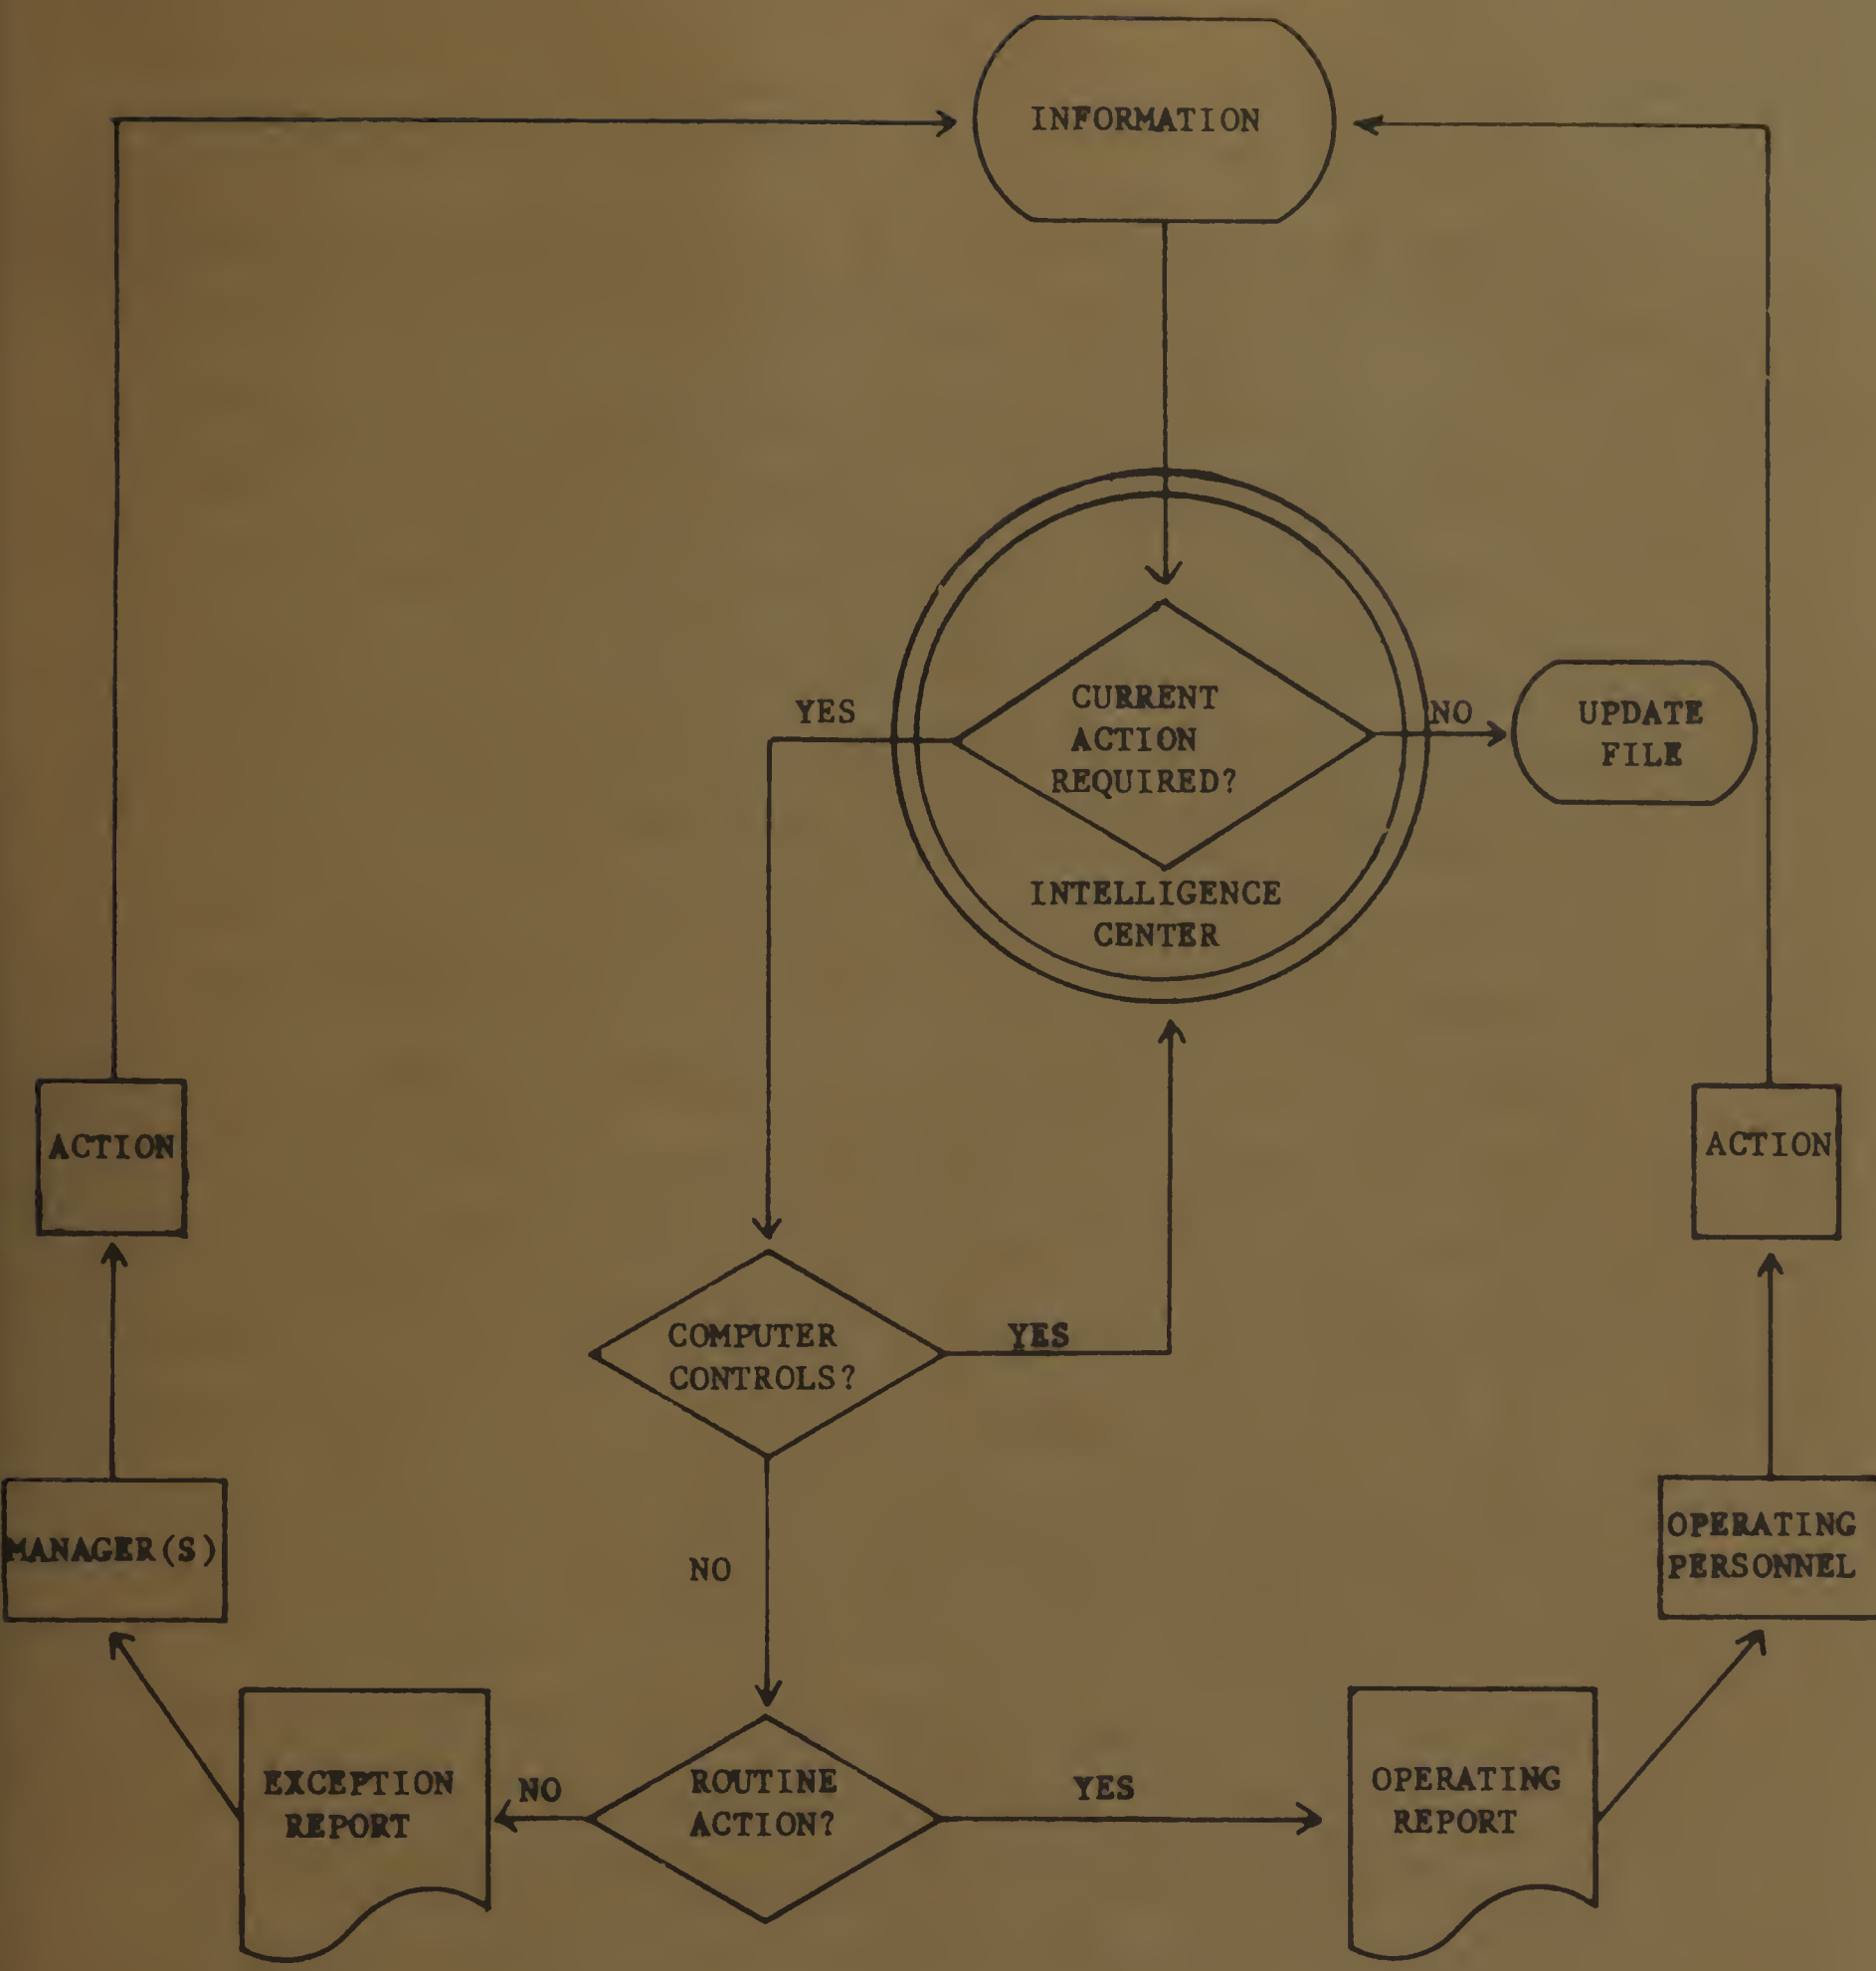 INFORMATION
CURRENT
ACTION
REQUIRED?
YES
NO
UPDATE
FILE
INTELLIGENCE
CENTER
ACTION
ACTION
COMPUTER
CONTROLS?
YES
NO
MANAGER(S)
OPERATING
PERSONNEL
EXCEPTION
REPORT
NO
ROUTINE
ACTION?
YES
OPERATING
REPORT